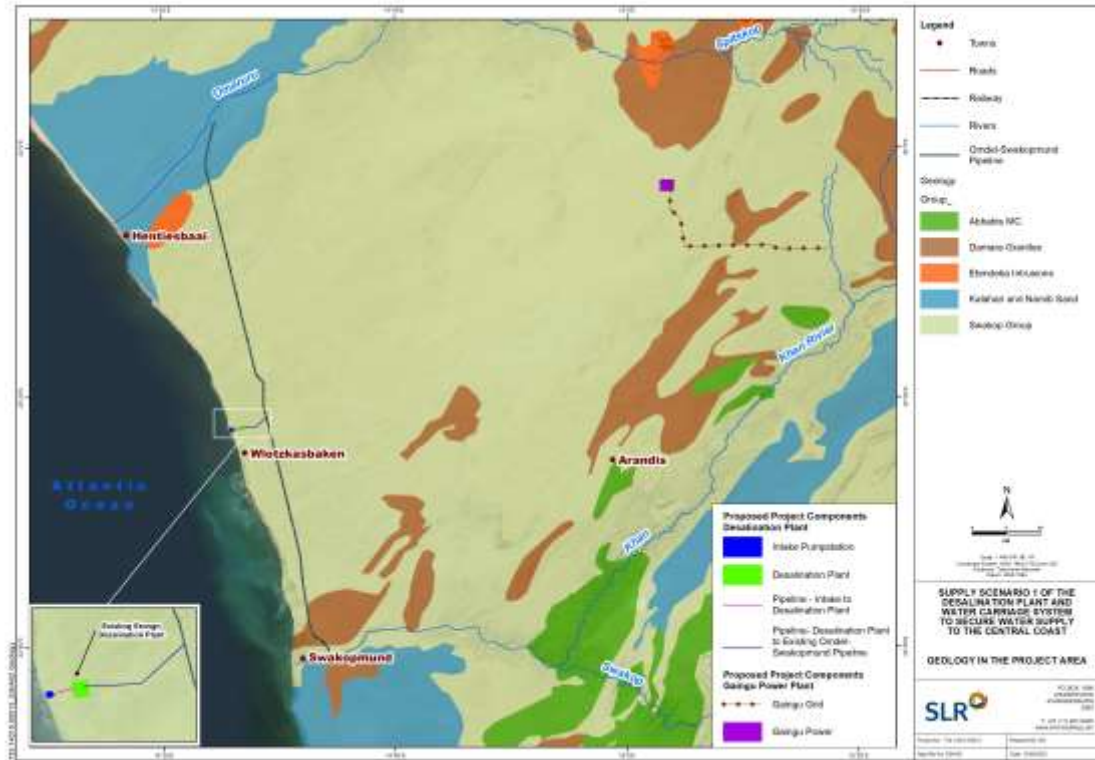 Omaruru
Spitzkop
Hentiesbaai
Khan Rivier
Wlotzkasbaken
Arandis
Atlantic
Ocean
Khan
Swakop
Swakopmund
Existing Erongo
Desalination Plant
Proposed Project Components
Desalination Plant
Intake Pumpstation
Desalination Plant
Pipeline - Intake to
Desalination Plant
Pipeline- Desalination Plant
to Existing Omdel-
Swakopmund Pipeline
Proposed Project Components
Gaingu Power Plant
Gaingu Grid
Gaingu Power
Legend
Towns
Roads
Railway
Rivers
Omdel-Swakopmund
Pipeline
Geology
Group_
Abbabis MC
Damara Granites
Etendeka Intrusions
Kalahari and Namib Sand
Swakop Group
N
SUPPLY SCENARIO 1 OF THE
DESALINATION PLANT AND
WATER CARRIAGE SYSTEM
TO SECURE WATER SUPPLY
TO THE CENTRAL COAST
GEOLOGY IN THE PROJECT AREA
SLR